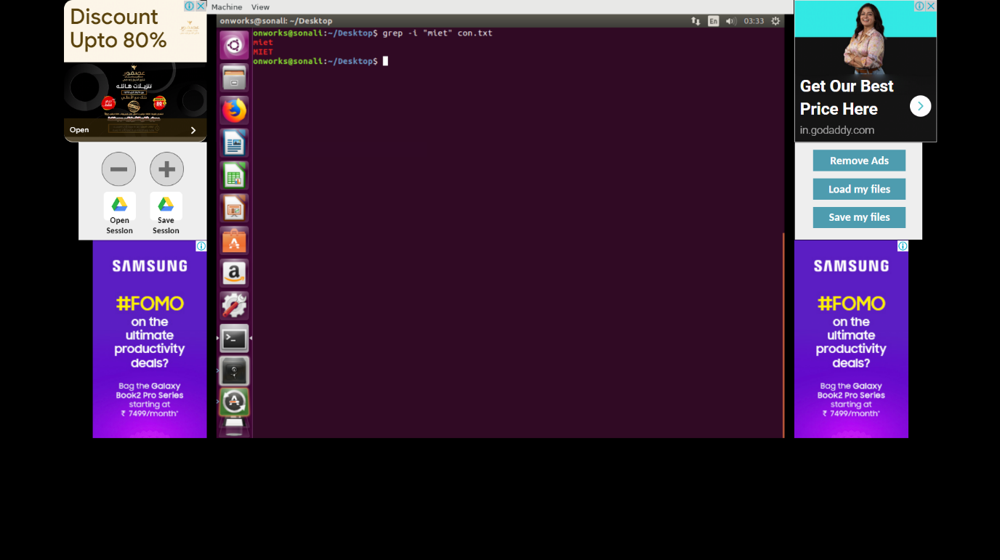 Discount
Upto 80%
عصفور
تنزيلات هائلة
Open
Open
Session
Save
Session
SAMSUNG
#FOMO
on the
ultimate
productivity
deals?
Bag the Galaxy
Book2 Pro Series
starting at
₹ 7499/month*
Machine View
onworks@sonali: ~/Desktop
En 03:33
onworks@sonali:~/Desktop$ grep -i "miet" con.txt
miet
MIET
onworks@sonali:~/Desktop$
Get Our Best
Price Here
in.godaddy.com
Remove Ads
Load my files
Save my files
SAMSUNG
#FOMO
on the
ultimate
productivity
deals?
Bag the Galaxy
Book2 Pro Series
starting at
₹ 7499/month*